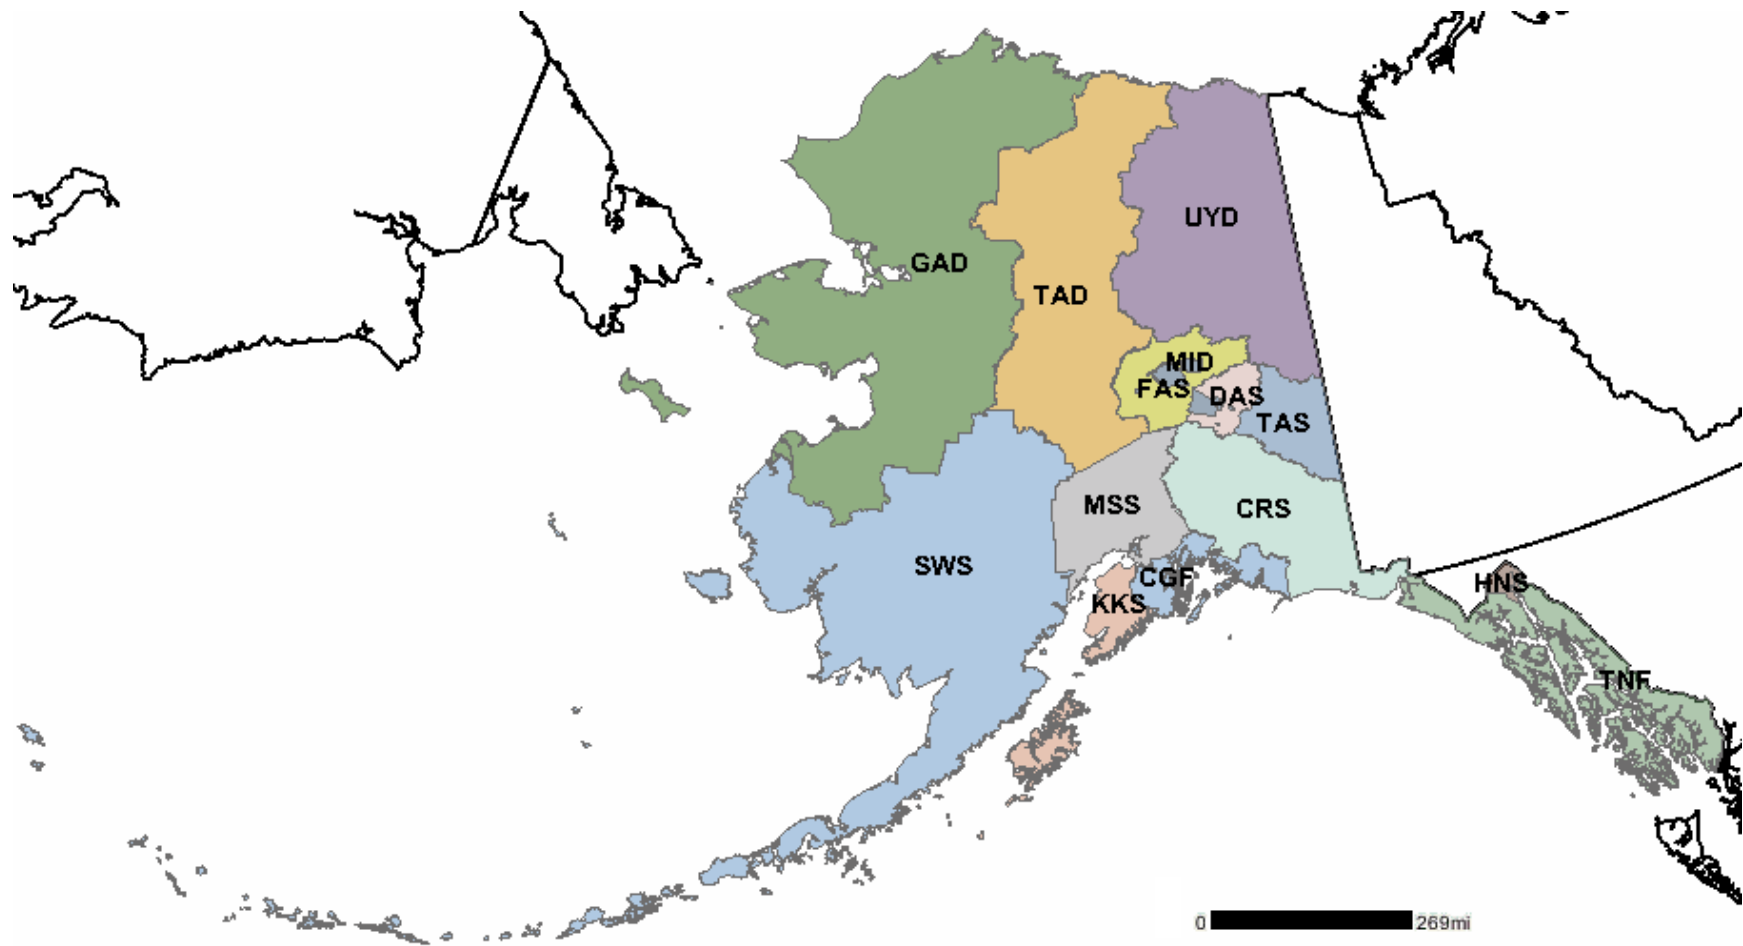 UYD
GAD
TAD
MID
FAS
DAS
TAS
MSS
CRS
SWS
CGF
KKS
HNS
TNF
0 269mi